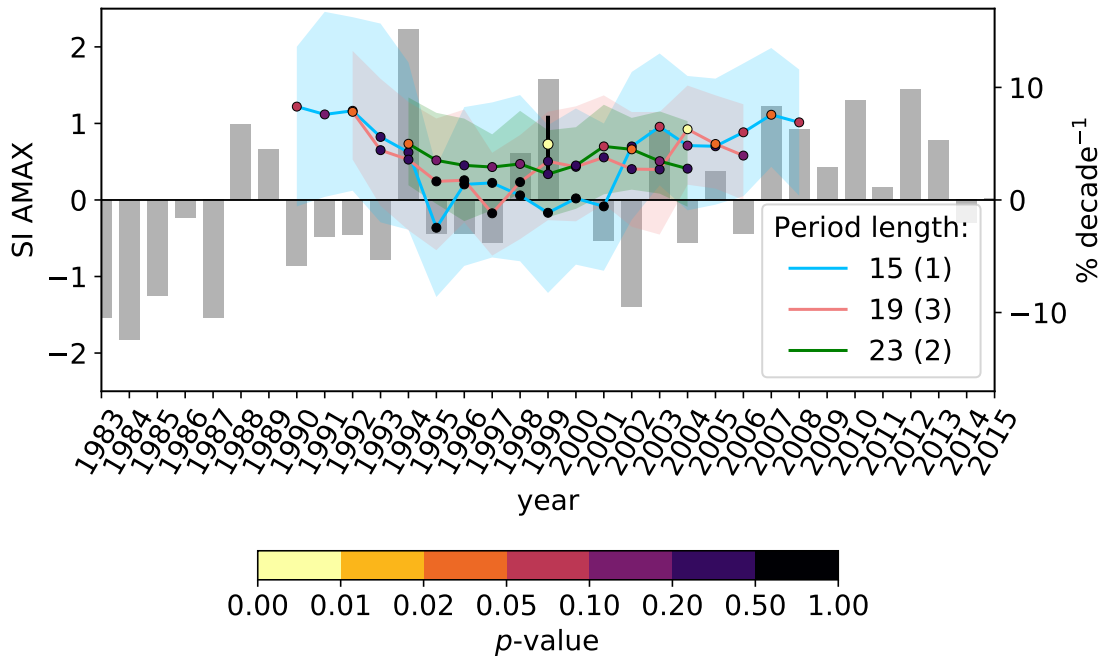 2
1
0
−1
−2
SI AMAX
10
0
−10
% decade⁻¹
Period length:
15 (1)
19 (3)
23 (2)
1983 1984 1985 1986 1987 1988 1989 1990 1991 1992 1993 1994 1995 1996 1997 1998 1999 2000 2001 2002 2003 2004 2005 2006 2007 2008 2009 2010 2011 2012 2013 2014 2015
year
0.00 0.01 0.02 0.05 0.10 0.20 0.50 1.00
p-value